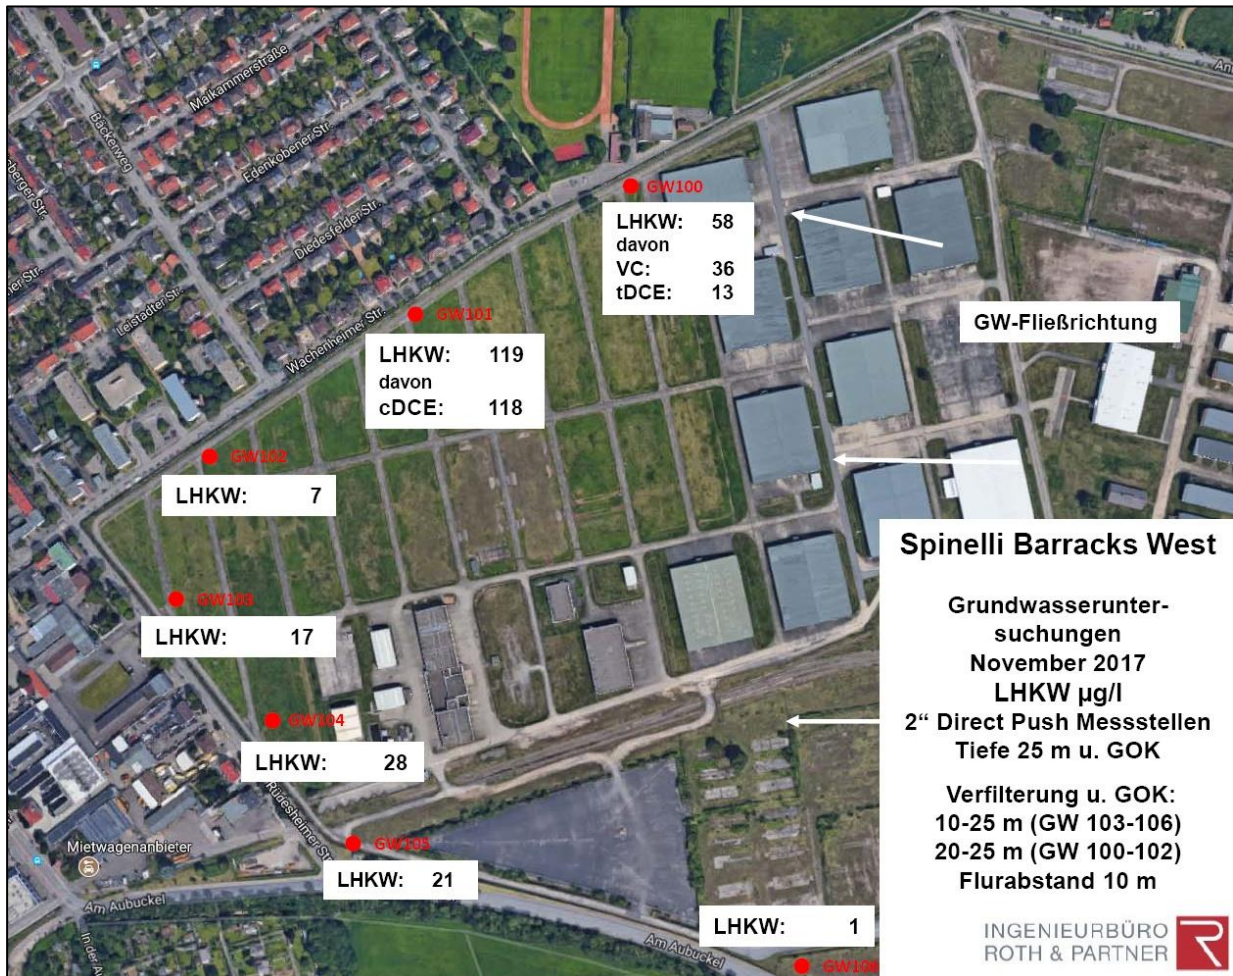 Maikammerstraße
Bäckerweg
Edenkobener Str.
Diedesfelder Str.
Leistadter Str.
Wachenheimer Str.
GW100
LHKW: 58
davon
VC: 36
tDCE: 13
GW101
LHKW: 119
davon
cDCE: 118
GW-Fließrichtung
GW102
LHKW: 7
GW103
LHKW: 17
GW104
LHKW: 28
Rüdesheimer Str.
Mietwagenanbieter
GW105
LHKW: 21
Am Aubuckel
LHKW: 1
Am Aubuckel
GW106
Spinelli Barracks West
Grundwasserunter-
suchungen
November 2017
LHKW µg/l
2“ Direct Push Messstellen
Tiefe 25 m u. GOK
Verfilterung u. GOK:
10-25 m (GW 103-106)
20-25 m (GW 100-102)
Flurabstand 10 m
INGENIEURBÜRO
ROTH & PARTNER